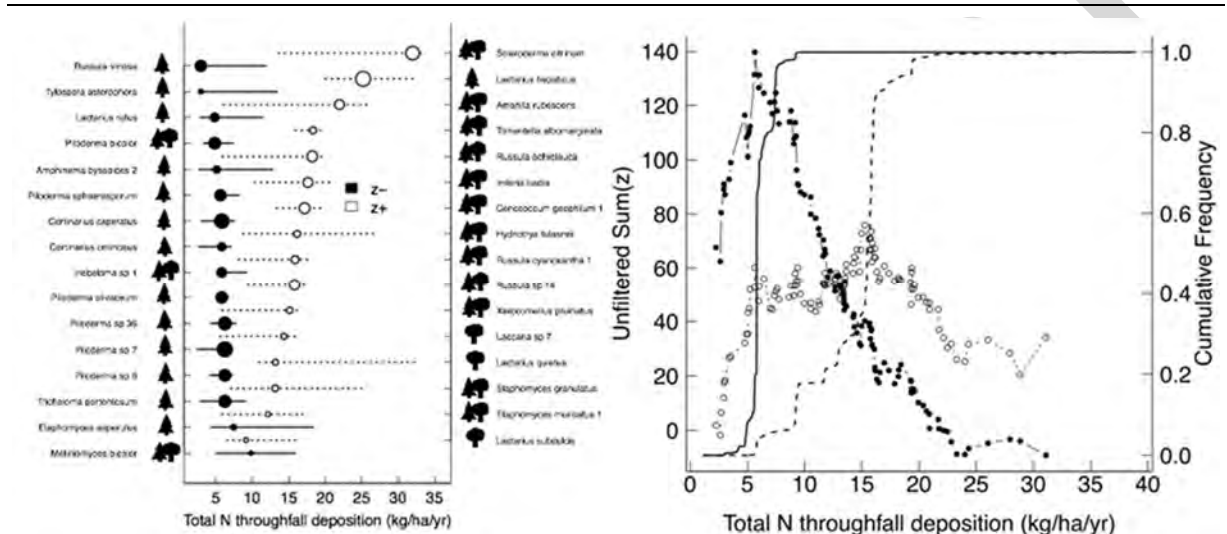 Russula vinosa
Tylospora asterophora
Lactarius rufus
Piloderma bicolor
Amphinema byssoides 2
Piloderma sphaerosporum
Cortinarius caperatus
Cortinarius
Inocybe
Piloderma olivaceum
Piloderma sp 36
Piloderma sp 7
Piloderma sp 8
Tricholoma portentosum
Elaphomyces asperulus
Meliniomyces bicolor
z−
z+
5 10 15 20 25 30 35
Total N throughfall deposition (kg/ha/yr)
Scleroderma citrinum
Lactarius hepaticus
Amanita rubescens
Tomentella
Russula ochroleuca
Imleria badia
Cenococcum geophilum 1
Hydnotrya tulasnei
Russula cyanoxantha 1
Russula sp 14
Xerocomellus pruinatus
Laccaria sp 7
Lactarius quietus
Elaphomyces granulatus
Elaphomyces muricatus 1
Lactarius subdulcis
Unfiltered Sum(z)
140
120
100
80
60
40
20
0
0 5 10 15 20 25 30 35 40
Total N throughfall deposition (kg/ha/yr)
1.0
0.8
0.6
0.4
0.2
0.0
Cumulative Frequency